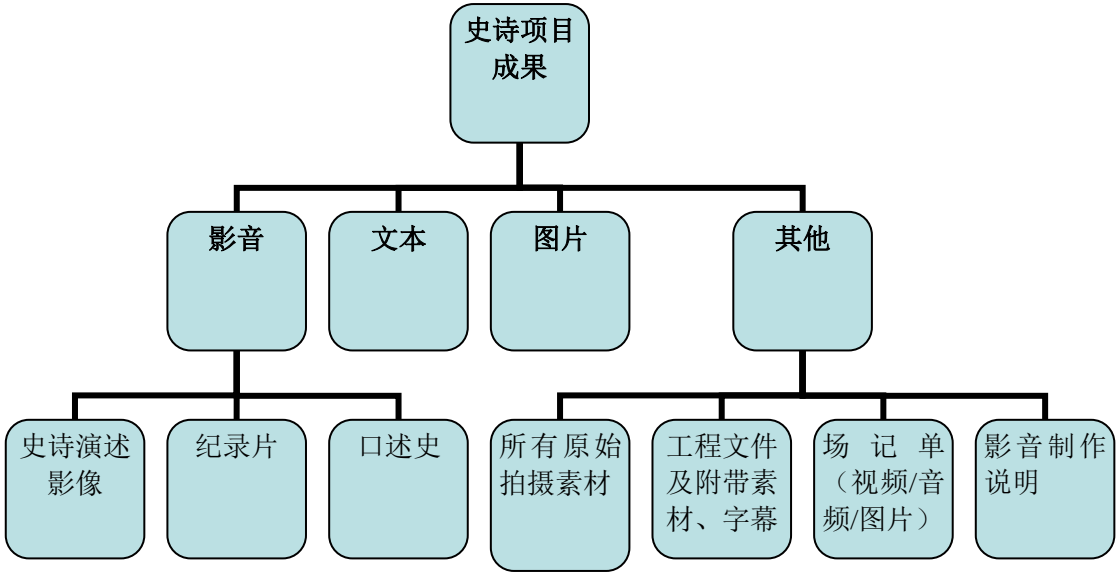 史诗项目
成果
影音
文本
图片
其他
史诗演述
影像
纪录片
口述史
所有原始
拍摄素材
工程文件
及附带素
材、字幕
场记单
（视频/音
频/图片）
影音制作
说明